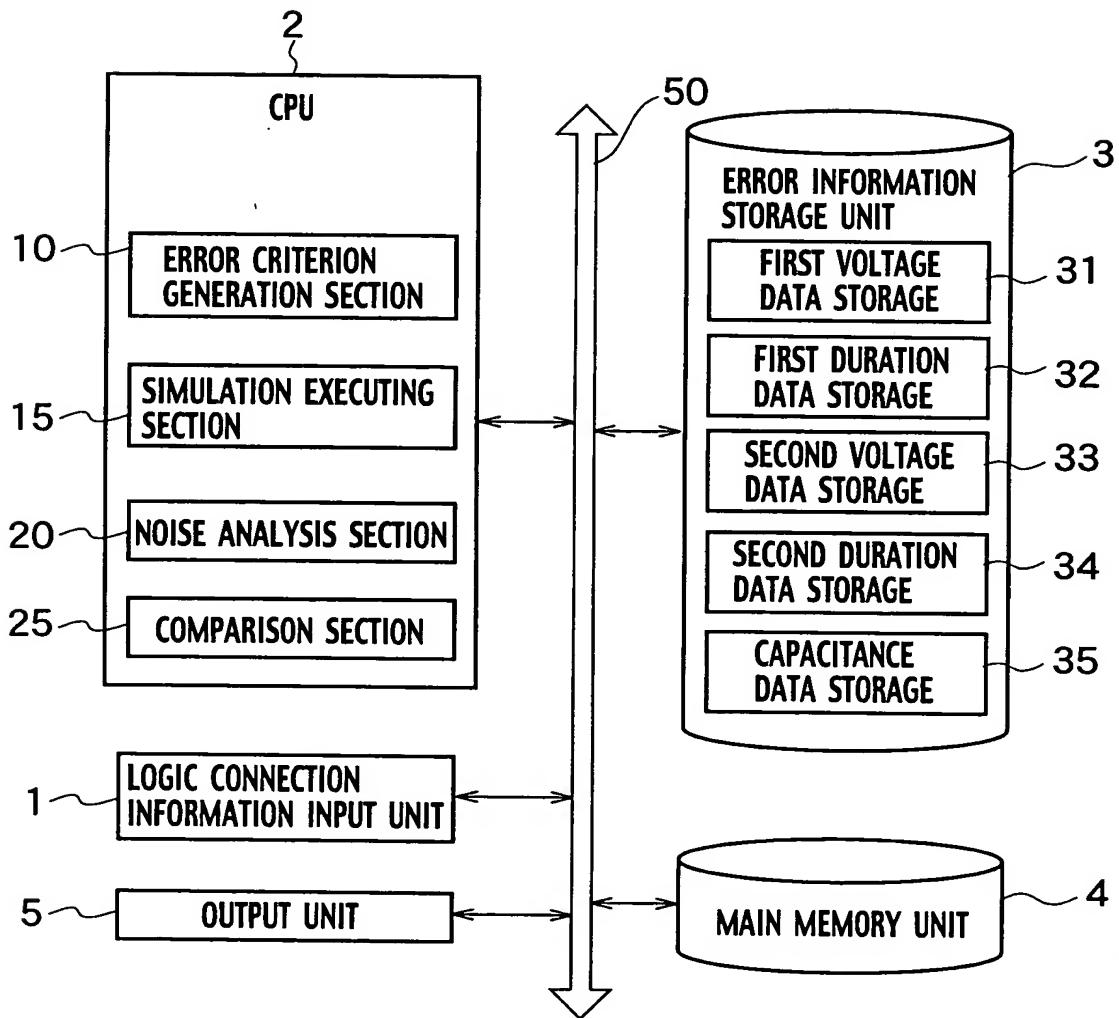 2
CPU
50
3
ERROR INFORMATION
STORAGE UNIT
10
ERROR CRITERION
GENERATION SECTION
FIRST VOLTAGE
DATA STORAGE
31
15
SIMULATION EXECUTING
SECTION
FIRST DURATION
DATA STORAGE
32
SECOND VOLTAGE
DATA STORAGE
33
20
NOISE ANALYSIS SECTION
SECOND DURATION
DATA STORAGE
34
25
COMPARISON SECTION
CAPACITANCE
DATA STORAGE
35
1
LOGIC CONNECTION
INFORMATION INPUT UNIT
5
OUTPUT UNIT
MAIN MEMORY UNIT
4